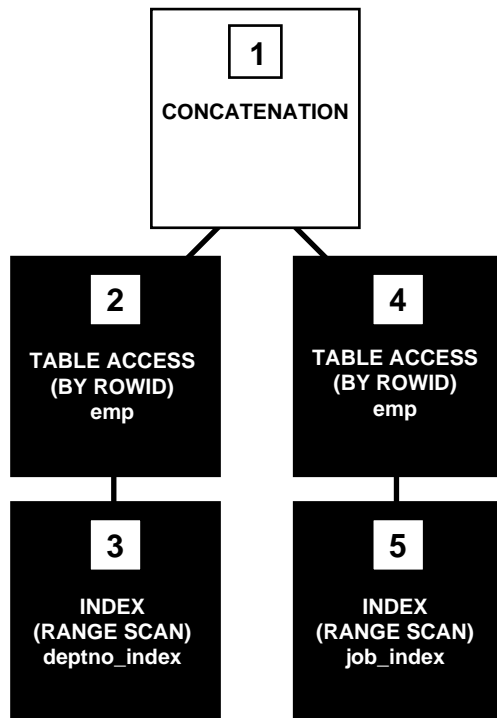 1
CONCATENATION
2
TABLE ACCESS
(BY ROWID)
emp
4
TABLE ACCESS
(BY ROWID)
emp
3
INDEX
(RANGE SCAN)
deptno_index
5
INDEX
(RANGE SCAN)
job_index